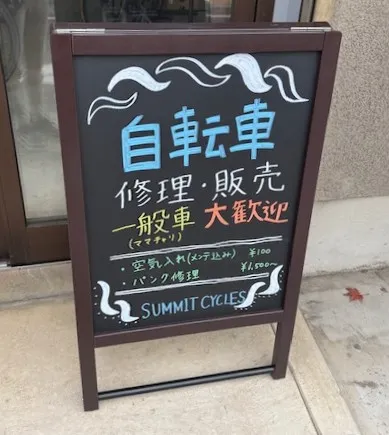 自転車
修理・販売
一般車 大歓迎
(ママチャリ)
・空気入れ(メンテ込み) ¥100
・パンク修理 ¥1,500〜
SUMMIT CYCLES